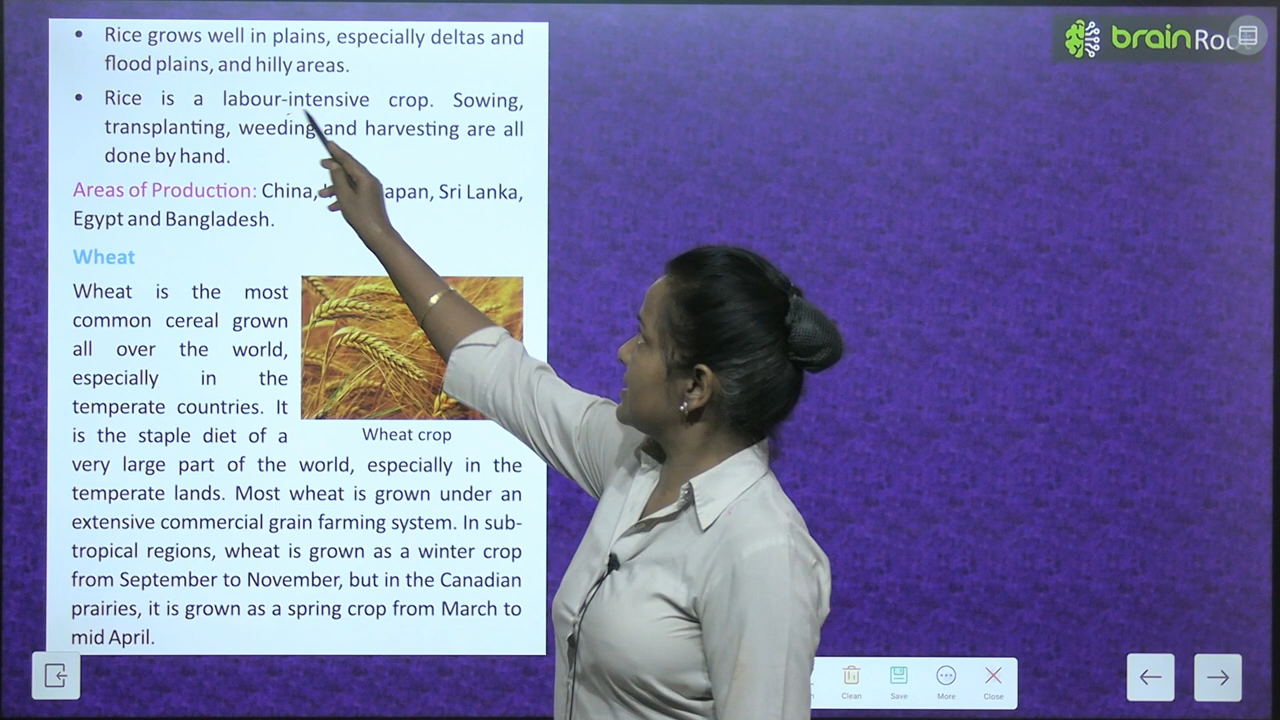 • Rice grows well in plains, especially deltas and
flood plains, and hilly areas.
• Rice is a labour-intensive crop. Sowing,
transplanting, weeding and harvesting are all
done by hand.
Areas of Production: China, Sri Lanka,
Egypt and Bangladesh.
Wheat
Wheat is the most
common cereal grown
all over the world,
especially in the
temperate countries. It
is the staple diet of a
Wheat crop
very large part of the world, especially in the
temperate lands. Most wheat is grown under an
extensive commercial grain farming system. In sub-
tropical regions, wheat is grown as a winter crop
from September to November, but in the Canadian
prairies, it is grown as a spring crop from March to
mid April.
brain
Clean Save More Close